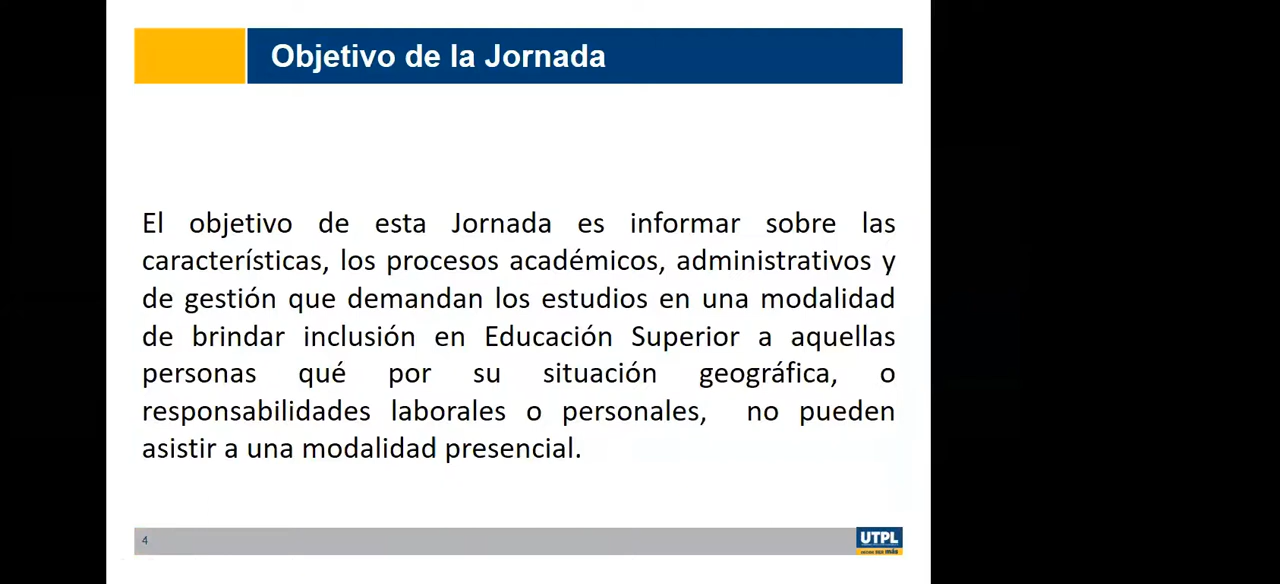 Objetivo de la Jornada
El objetivo de esta Jornada es informar sobre las
características, los procesos académicos, administrativos y
de gestión que demandan los estudios en una modalidad
de brindar inclusión en Educación Superior a aquellas
personas qué por su situación geográfica, o
responsabilidades laborales o personales, no pueden
asistir a una modalidad presencial.
4
UTPL